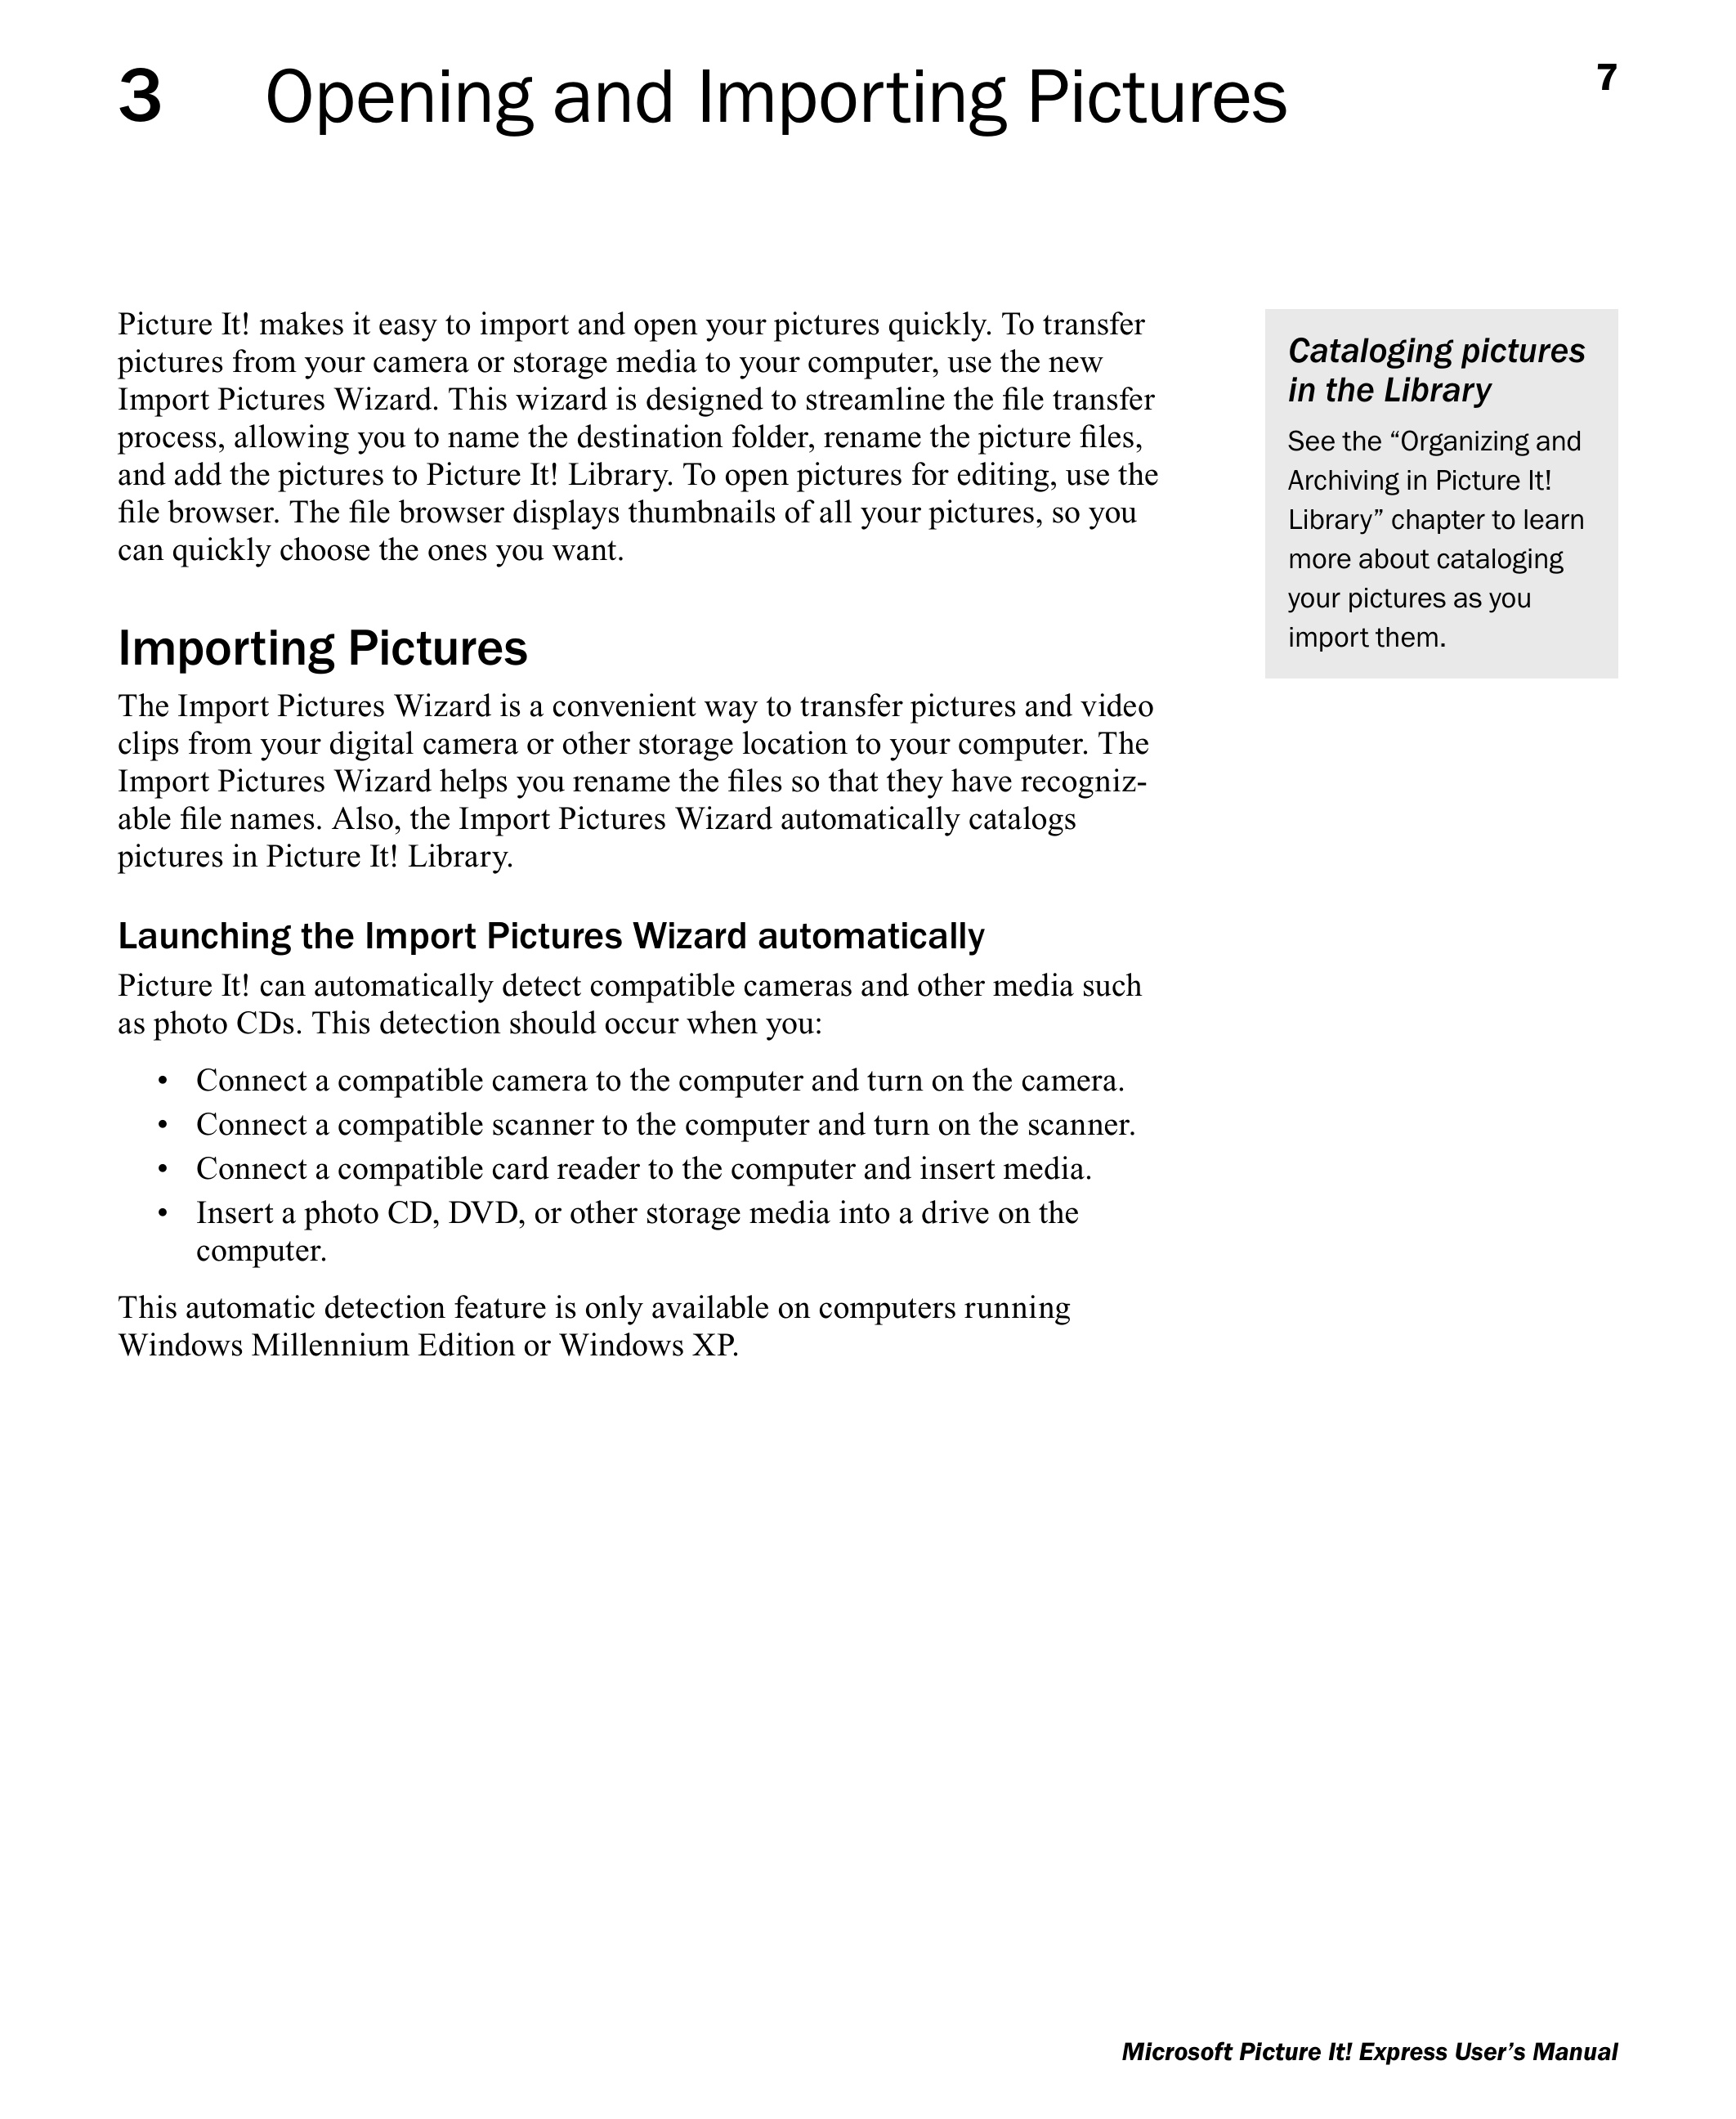 3 Opening and Importing Pictures
7
Picture It! makes it easy to import and open your pictures quickly. To transfer
pictures from your camera or storage media to your computer, use the new
Import Pictures Wizard. This wizard is designed to streamline the file transfer
process, allowing you to name the destination folder, rename the picture files,
and add the pictures to Picture It! Library. To open pictures for editing, use the
file browser. The file browser displays thumbnails of all your pictures, so you
can quickly choose the ones you want.
Cataloging pictures
in the Library
See the “Organizing and
Archiving in Picture It!
Library” chapter to learn
more about cataloging
your pictures as you
import them.
Importing Pictures
The Import Pictures Wizard is a convenient way to transfer pictures and video
clips from your digital camera or other storage location to your computer. The
Import Pictures Wizard helps you rename the files so that they have recogniz-
able file names. Also, the Import Pictures Wizard automatically catalogs
pictures in Picture It! Library.
Launching the Import Pictures Wizard automatically
Picture It! can automatically detect compatible cameras and other media such
as photo CDs. This detection should occur when you:
• Connect a compatible camera to the computer and turn on the camera.
• Connect a compatible scanner to the computer and turn on the scanner.
• Connect a compatible card reader to the computer and insert media.
• Insert a photo CD, DVD, or other storage media into a drive on the
computer.
This automatic detection feature is only available on computers running
Windows Millennium Edition or Windows XP.
Microsoft Picture It! Express User’s Manual